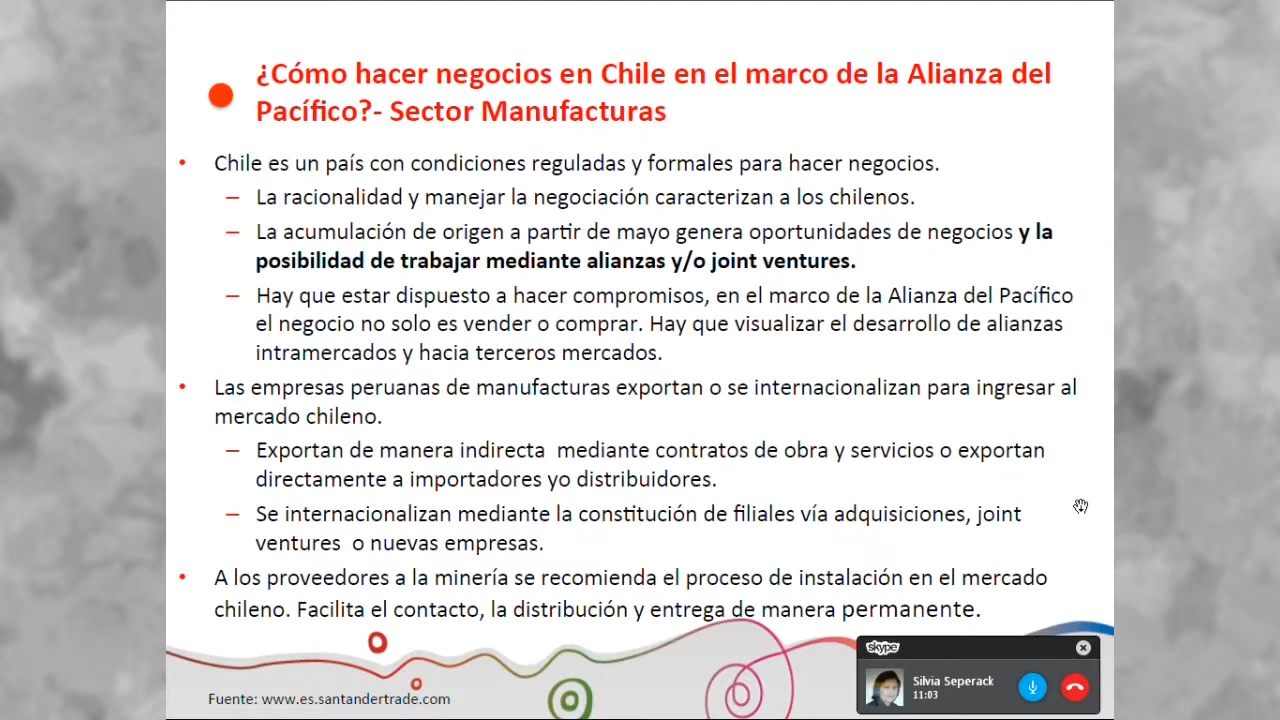 ¿Cómo hacer negocios en Chile en el marco de la Alianza del
Pacífico?- Sector Manufacturas
• Chile es un país con condiciones reguladas y formales para hacer negocios.
– La racionalidad y manejar la negociación caracterizan a los chilenos.
– La acumulación de origen a partir de mayo genera oportunidades de negocios y la
posibilidad de trabajar mediante alianzas y/o joint ventures.
– Hay que estar dispuesto a hacer compromisos, en el marco de la Alianza del Pacífico
el negocio no solo es vender o comprar. Hay que visualizar el desarrollo de alianzas
intramercados y hacia terceros mercados.
• Las empresas peruanas de manufacturas exportan o se internacionalizan para ingresar al
mercado chileno.
– Exportan de manera indirecta mediante contratos de obra y servicios o exportan
directamente a importadores yo distribuidores.
– Se internacionalizan mediante la constitución de filiales vía adquisiciones, joint
ventures o nuevas empresas.
• A los proveedores a la minería se recomienda el proceso de instalación en el mercado
chileno. Facilita el contacto, la distribución y entrega de manera permanente.
Fuente: www.es.santandertrade.com
skype
Silvia Seperack
11:03